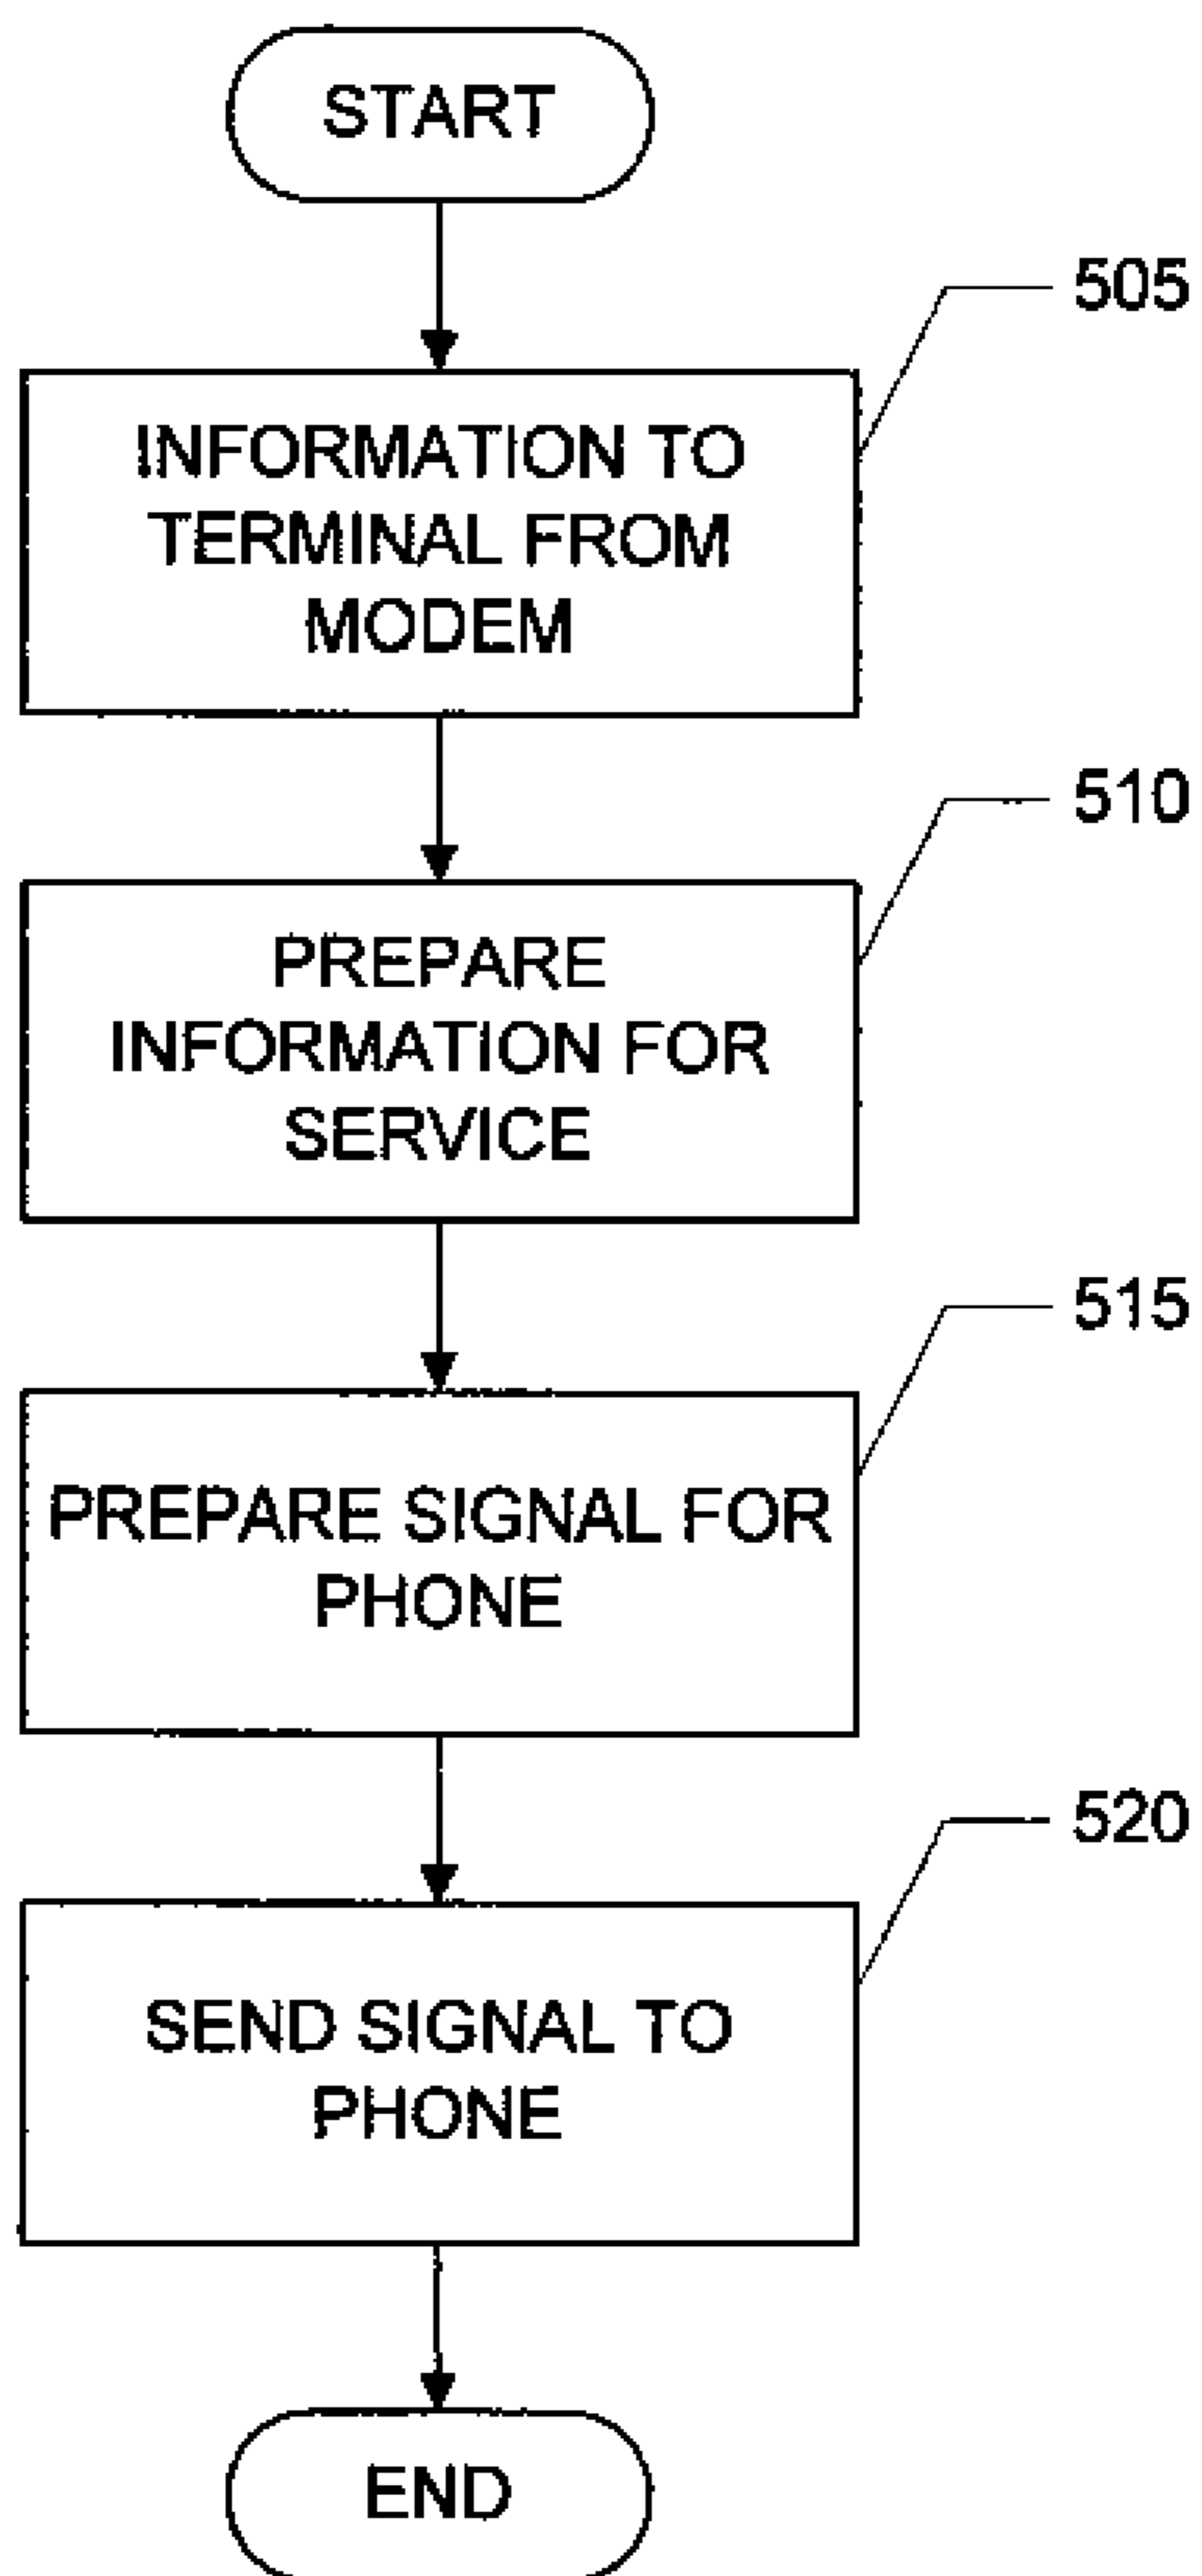 START
505
INFORMATION TO
TERMINAL FROM
MODEM
510
PREPARE
INFORMATION FOR
SERVICE
515
PREPARE SIGNAL FOR
PHONE
520
SEND SIGNAL TO
PHONE
END